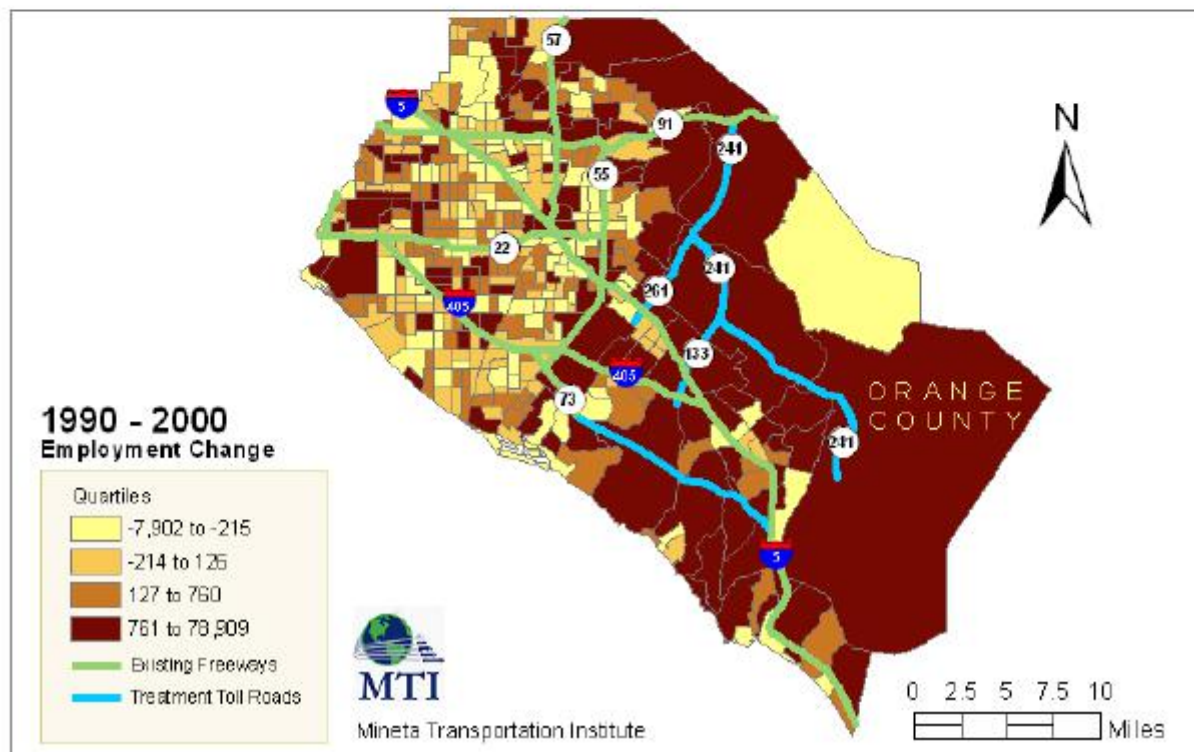 57
5
91
241
55
N
22
241
261
405
133
405
73
ORANGE
COUNTY
241
5
1990 - 2000
Employment Change
Quartiles
-7,902 to -215
-214 to 126
127 to 760
761 to 78,909
Existing Freeways
Treatment Toll Roads
MTI
Mineta Transportation Institute
0 2.5 5 7.5 10
Miles